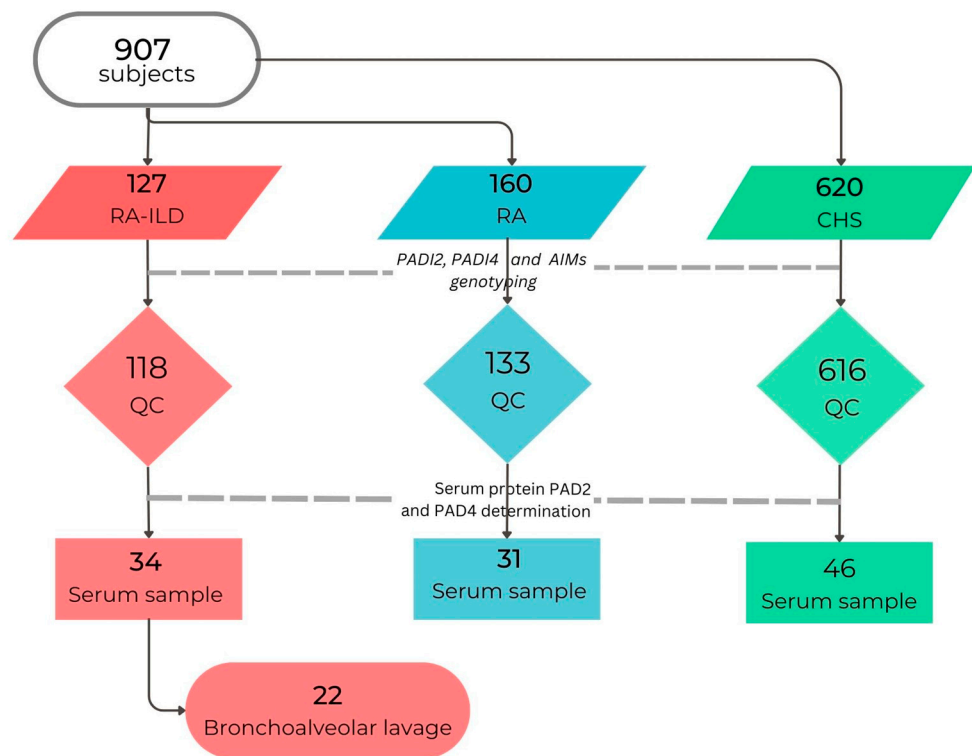 907
subjects
127
RA-ILD
160
RA
620
CHS
PADI2, PADI4 and AIMs
genotyping
118
QC
133
QC
616
QC
Serum protein PAD2
and PAD4 determination
34
Serum sample
31
Serum sample
46
Serum sample
22
Bronchoalveolar lavage